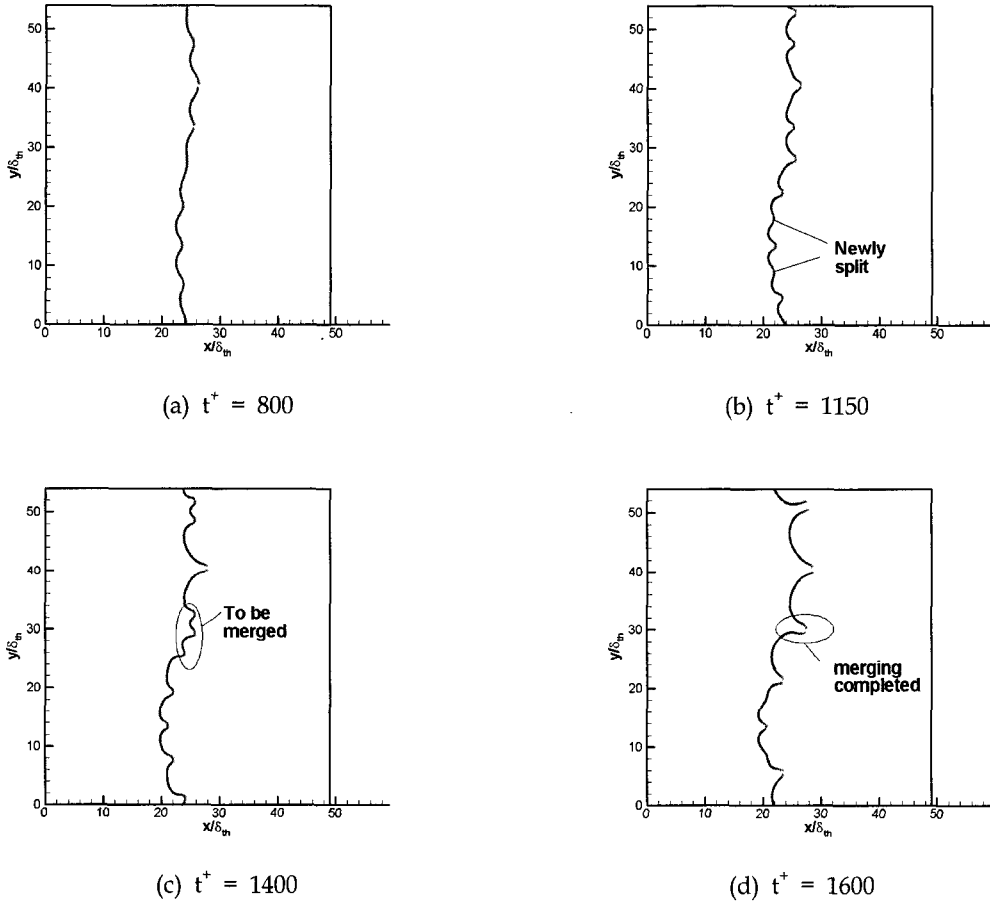 50
40
30
20
10
0
y/δth
0 10 20 30 40 50
x/δth
(a) t+ = 800
50
40
30
20
10
0
y/δth
Newly
split
0 10 20 30 40 50
x/δth
(b) t+ = 1150
50
40
30
20
10
0
y/δth
To be
merged
0 10 20 30 40 50
x/δth
(c) t+ = 1400
50
40
30
20
10
0
y/δth
merging
completed
0 10 20 30 40 50
x/δth
(d) t+ = 1600